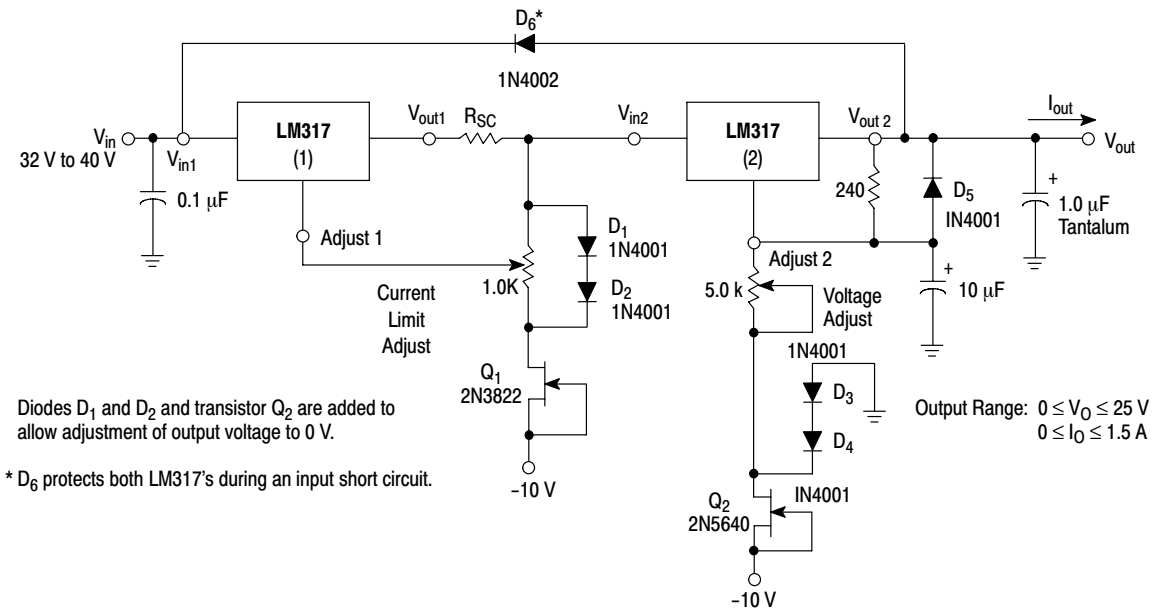 D6*
1N4002
Vin
32 V to 40 V
Vin1
0.1 µF
LM317
(1)
Adjust 1
Vout1
RSC
Vin2
LM317
(2)
Adjust 2
Vout 2
240
D5
IN4001
Iout
Vout
+
1.0 µF
Tantalum
+
10 µF
D1
1N4001
D2
1N4001
1.0K
Current
Limit
Adjust
5.0 k
Voltage
Adjust
1N4001
D3
D4
IN4001
Q1
2N3822
–10 V
Q2
2N5640
–10 V
Output Range: 0 ≤ VO ≤ 25 V
0 ≤ IO ≤ 1.5 A
Diodes D1 and D2 and transistor Q2 are added to
allow adjustment of output voltage to 0 V.
* D6 protects both LM317's during an input short circuit.